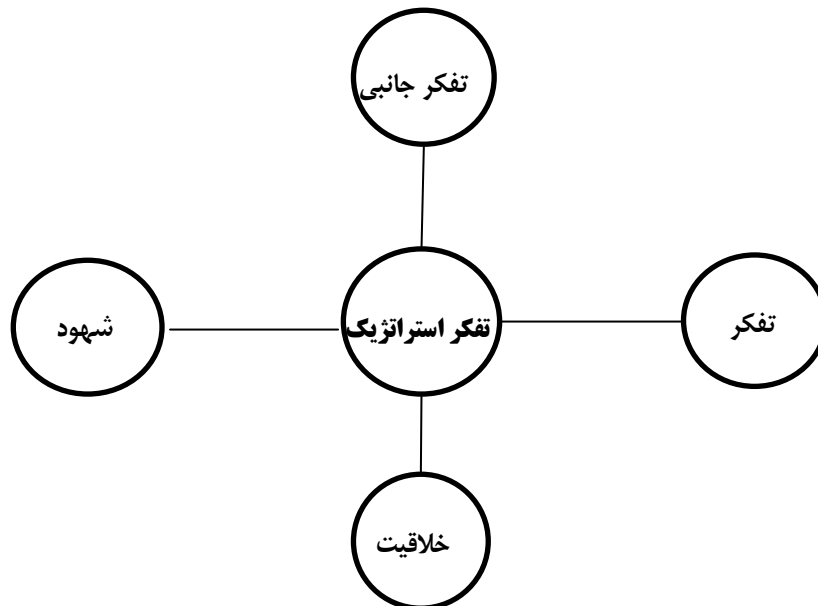 تفکر جانبی
تفکر
تفکر استراتژیک
شهود
خلاقیت